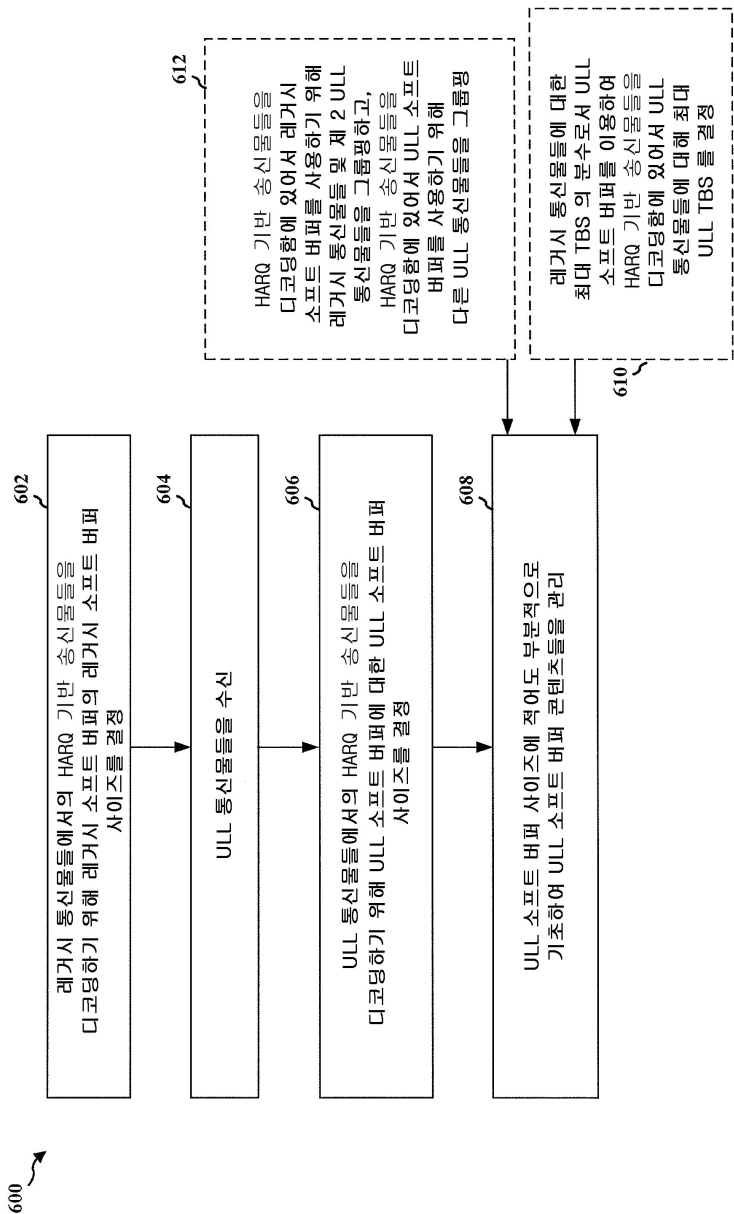 600
602
레거시 통신물들에서의 HARQ 기반 송신물들을
디코딩하기 위해 레거시 소프트 버퍼의 레거시 소프트 버퍼
사이즈를 결정
604
ULL 통신물들을 수신
606
ULL 통신물들에서의 HARQ 기반 송신물들을
디코딩하기 위해 ULL 소프트 버퍼에 대한 ULL 소프트 버퍼
사이즈를 결정
608
ULL 소프트 버퍼 사이즈에 적어도 부분적으로
기초하여 ULL 소프트 버퍼 콘텐츠들을 관리
612
HARQ 기반 송신물들을
디코딩함에 있어서 레거시
소프트 버퍼를 사용하기 위해
레거시 통신물들 및 제 2 ULL
통신물들을 그룹핑하고,
HARQ 기반 송신물들을
디코딩함에 있어서 ULL 소프트
버퍼를 사용하기 위해
다른 ULL 통신물들을 그룹핑
610
레거시 통신물들에 대한
최대 TBS 의 분수로서 ULL
소프트 버퍼를 이용하여
HARQ 기반 송신물들을
디코딩함에 있어서 ULL
통신물들에 대해 최대
ULL TBS 를 결정